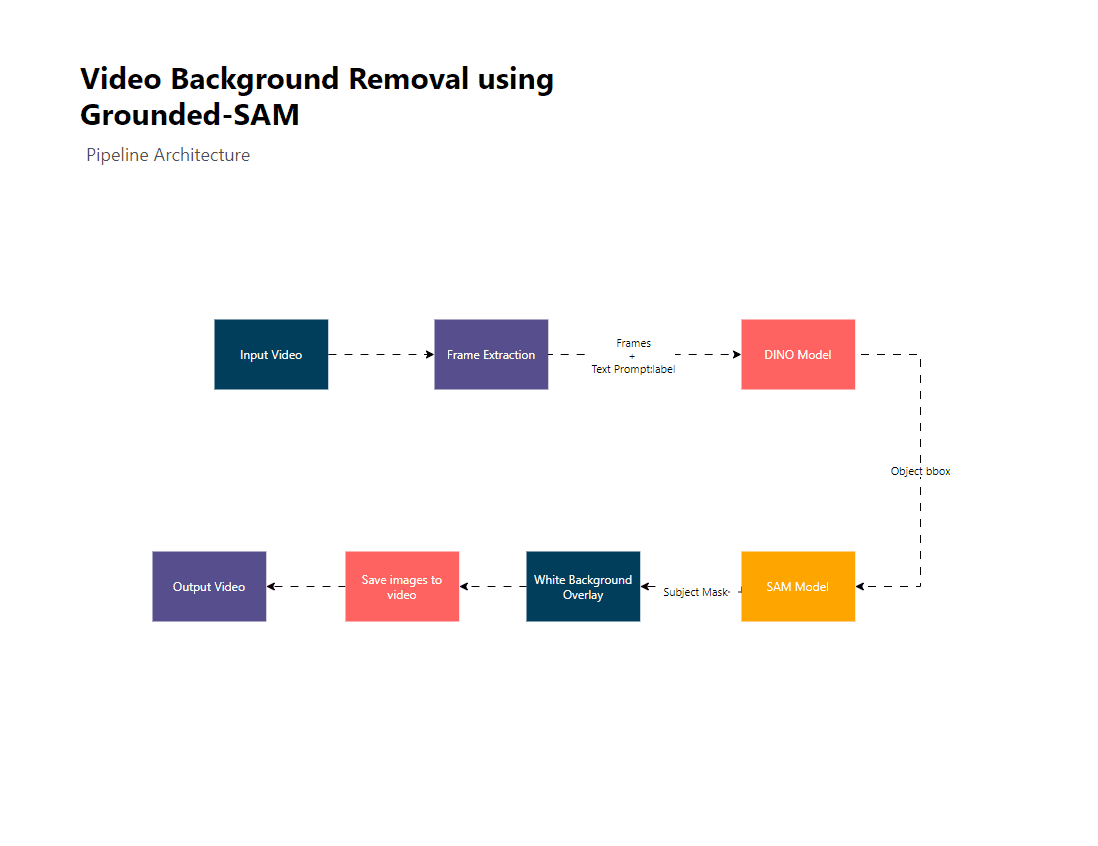 Video Background Removal using
Grounded-SAM
Pipeline Architecture
Input Video
Frame Extraction
Frames
+
Text Prompt:label
DINO Model
Object bbox
Output Video
Save images to
video
White Background
Overlay
Subject Mask
SAM Model